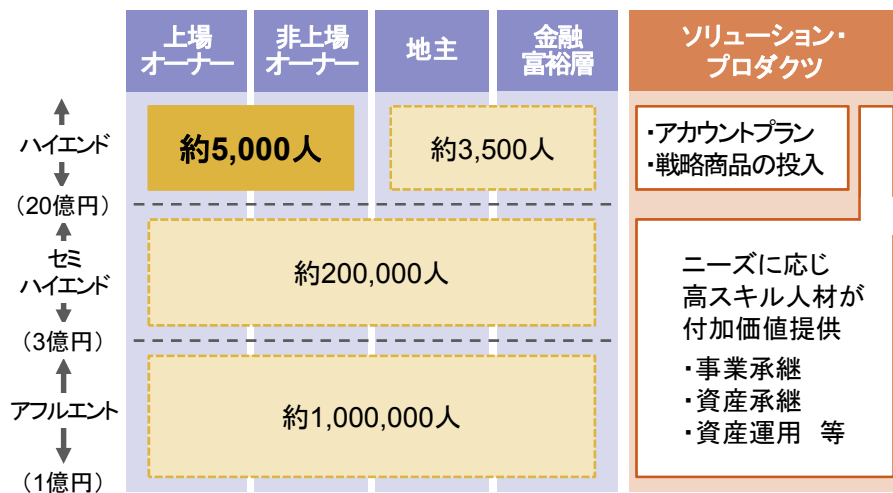 上場
オーナー
非上場
オーナー
地主
金融
富裕層
ソリューション・
プロダクツ
ハイエンド
約5,000人
約3,500人
・アカウントプラン
・戦略商品の投入
（20億円）
セミ
ハイエンド
約200,000人
（3億円）
ニーズに応じ
高スキル人材が
付加価値提供
・事業承継
・資産承継
・資産運用　等
アフルエント
約1,000,000人
（1億円）